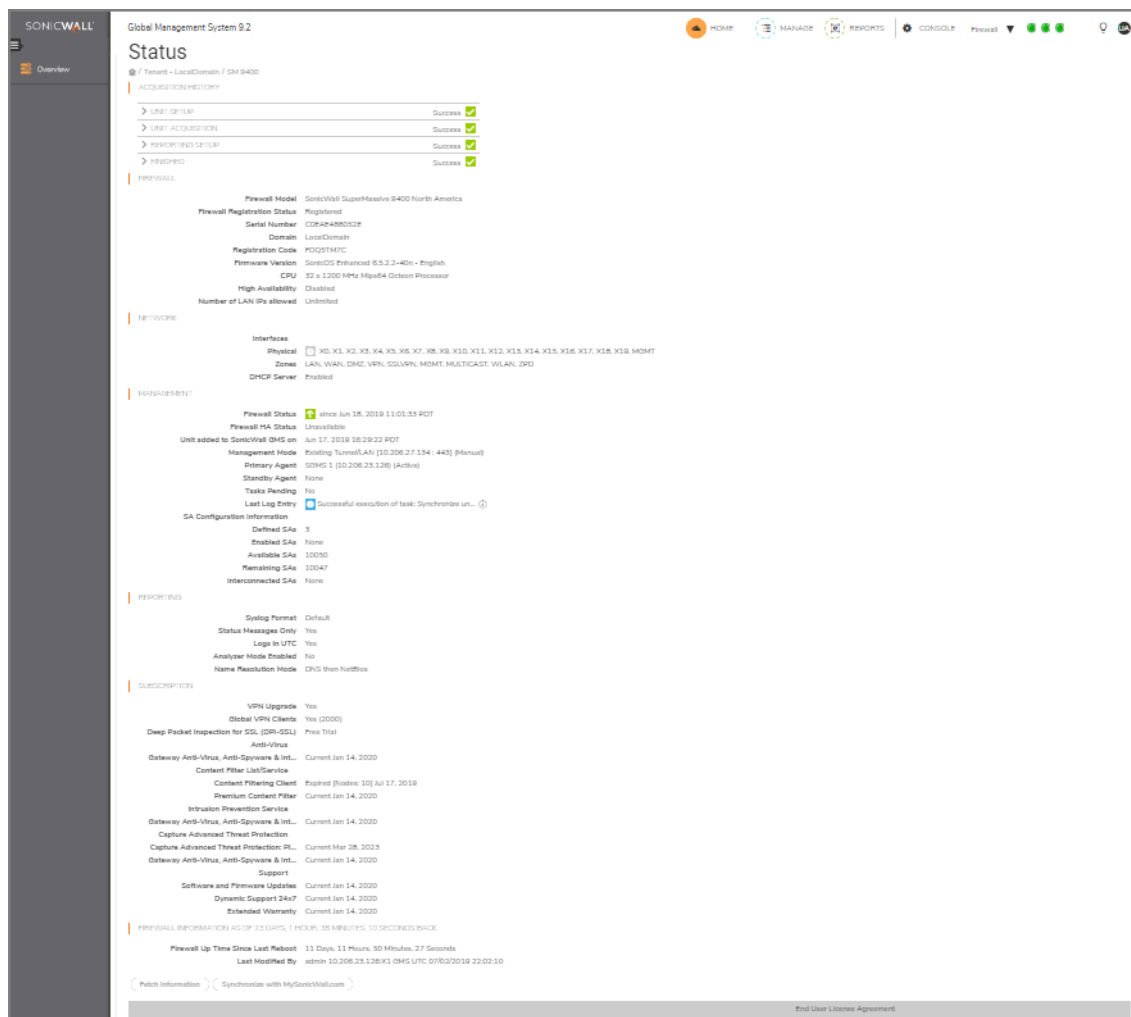 SONICWALL
Global Management System 9.2
HOME
MANAGE
REPORTS
CONSOLE
Firewall
Status
Overview
/ Tenant - LocalDomain / SM 9400
ACQUISITION HISTORY
UNIT SETUP Success
UNIT ACQUISITION Success
REPORTING SETUP Success
FINISHED Success
FIREWALL
Firewall Model SonicWall SuperMassive 9400 North America
Firewall Registration Status Registered
Serial Number C0EAE488052E
Domain LocalDomain
Registration Code PDQ5TM7C
Firmware Version SonicOS Enhanced 6.5.2.2-40n - English
CPU 32 x 1200 MHz Mips64 Octeon Processor
High Availability Disabled
Number of LAN IPs allowed Unlimited
NETWORK
Interfaces
Physical X0, X1, X2, X3, X4, X5, X6, X7, X8, X9, X10, X11, X12, X13, X14, X15, X16, X17, X18, X19, MGMT
Zones LAN, WAN, DMZ, VPN, SSLVPN, MGMT, MULTICAST, WLAN, ZPD
DHCP Server Enabled
MANAGEMENT
Firewall Status since Jun 18, 2019 11:01:33 PDT
Firewall HA Status Unavailable
Unit added to SonicWall GMS on Jun 17, 2019 16:29:22 PDT
Management Mode Existing Tunnel/LAN [10.206.27.134 : 443] (Manual)
Primary Agent SGMS 1 (10.206.23.126) (Active)
Standby Agent None
Tasks Pending No
Last Log Entry Successful execution of task: Synchronize un...
SA Configuration Information
Defined SAs 3
Enabled SAs None
Available SAs 10050
Remaining SAs 10047
Interconnected SAs None
REPORTING
Syslog Format Default
Status Messages Only Yes
Logs in UTC Yes
Analyzer Mode Enabled No
Name Resolution Mode DNS then NetBios
SUBSCRIPTION
VPN Upgrade Yes
Global VPN Clients Yes (2000)
Deep Packet Inspection for SSL (DPI-SSL) Free Trial
Anti-Virus
Gateway Anti-Virus, Anti-Spyware & Int... Current Jan 14, 2020
Content Filter List/Service
Content Filtering Client Expired [Nodes: 10] Jul 17, 2019
Premium Content Filter Current Jan 14, 2020
Intrusion Prevention Service
Gateway Anti-Virus, Anti-Spyware & Int... Current Jan 14, 2020
Capture Advanced Threat Protection
Capture Advanced Threat Protection: Pl... Current Mar 28, 2023
Gateway Anti-Virus, Anti-Spyware & Int... Current Jan 14, 2020
Support
Software and Firmware Updates Current Jan 14, 2020
Dynamic Support 24x7 Current Jan 14, 2020
Extended Warranty Current Jan 14, 2020
FIREWALL INFORMATION AS OF 23 DAYS, 1 HOUR, 38 MINUTES, 10 SECONDS BACK
Firewall Up Time Since Last Reboot 11 Days, 11 Hours, 50 Minutes, 27 Seconds
Last Modified By admin 10.206.23.126:X1 GMS UTC 07/02/2019 22:02:10
Fetch Information
Synchronize with MySonicWall.com
End User License Agreement